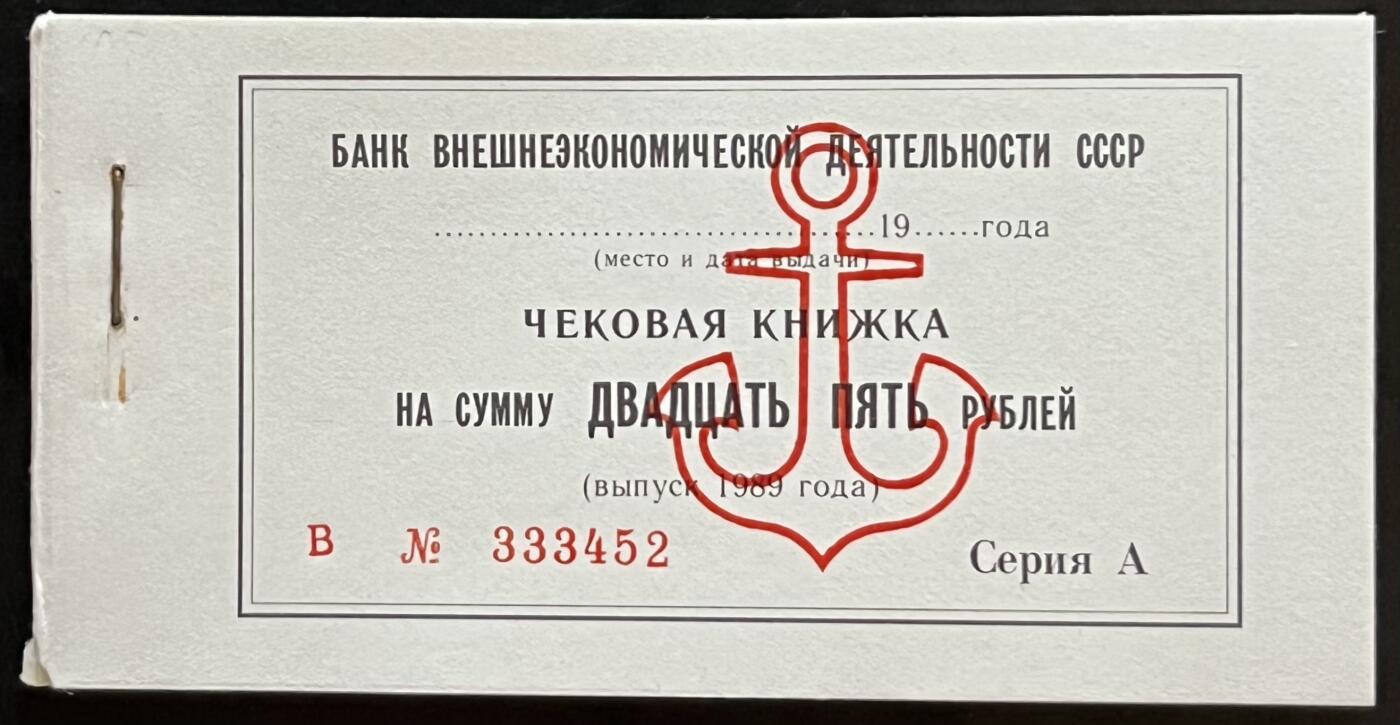 БАНК ВНЕШНЕЭКОНОМИЧЕСКОЙ ДЕЯТЕЛЬНОСТИ СССР
........................................19......года
(место и дата выдачи)
ЧЕКОВАЯ КНИЖКА
НА СУММУ ДВАДЦАТЬ ПЯТЬ РУБЛЕЙ
(выпуск 1989 года)
В № 333452 Серия А